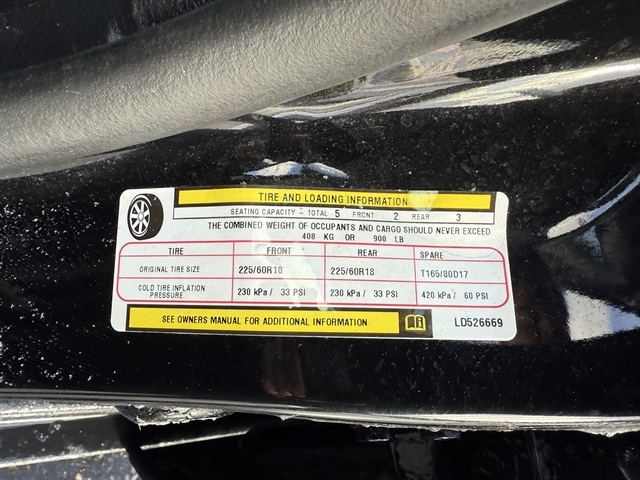 TIRE AND LOADING INFORMATION
SEATING CAPACITY - TOTAL 5 FRONT 2 REAR 3
THE COMBINED WEIGHT OF OCCUPANTS AND CARGO SHOULD NEVER EXCEED
408 KG OR 900 LB
TIRE FRONT REAR SPARE
ORIGINAL TIRE SIZE 225/60R18 225/60R18 T165/80D17
COLD TIRE INFLATION PRESSURE 230 kPa / 33 PSI 230 kPa / 33 PSI 420 kPa / 60 PSI
SEE OWNERS MANUAL FOR ADDITIONAL INFORMATION
LD526669